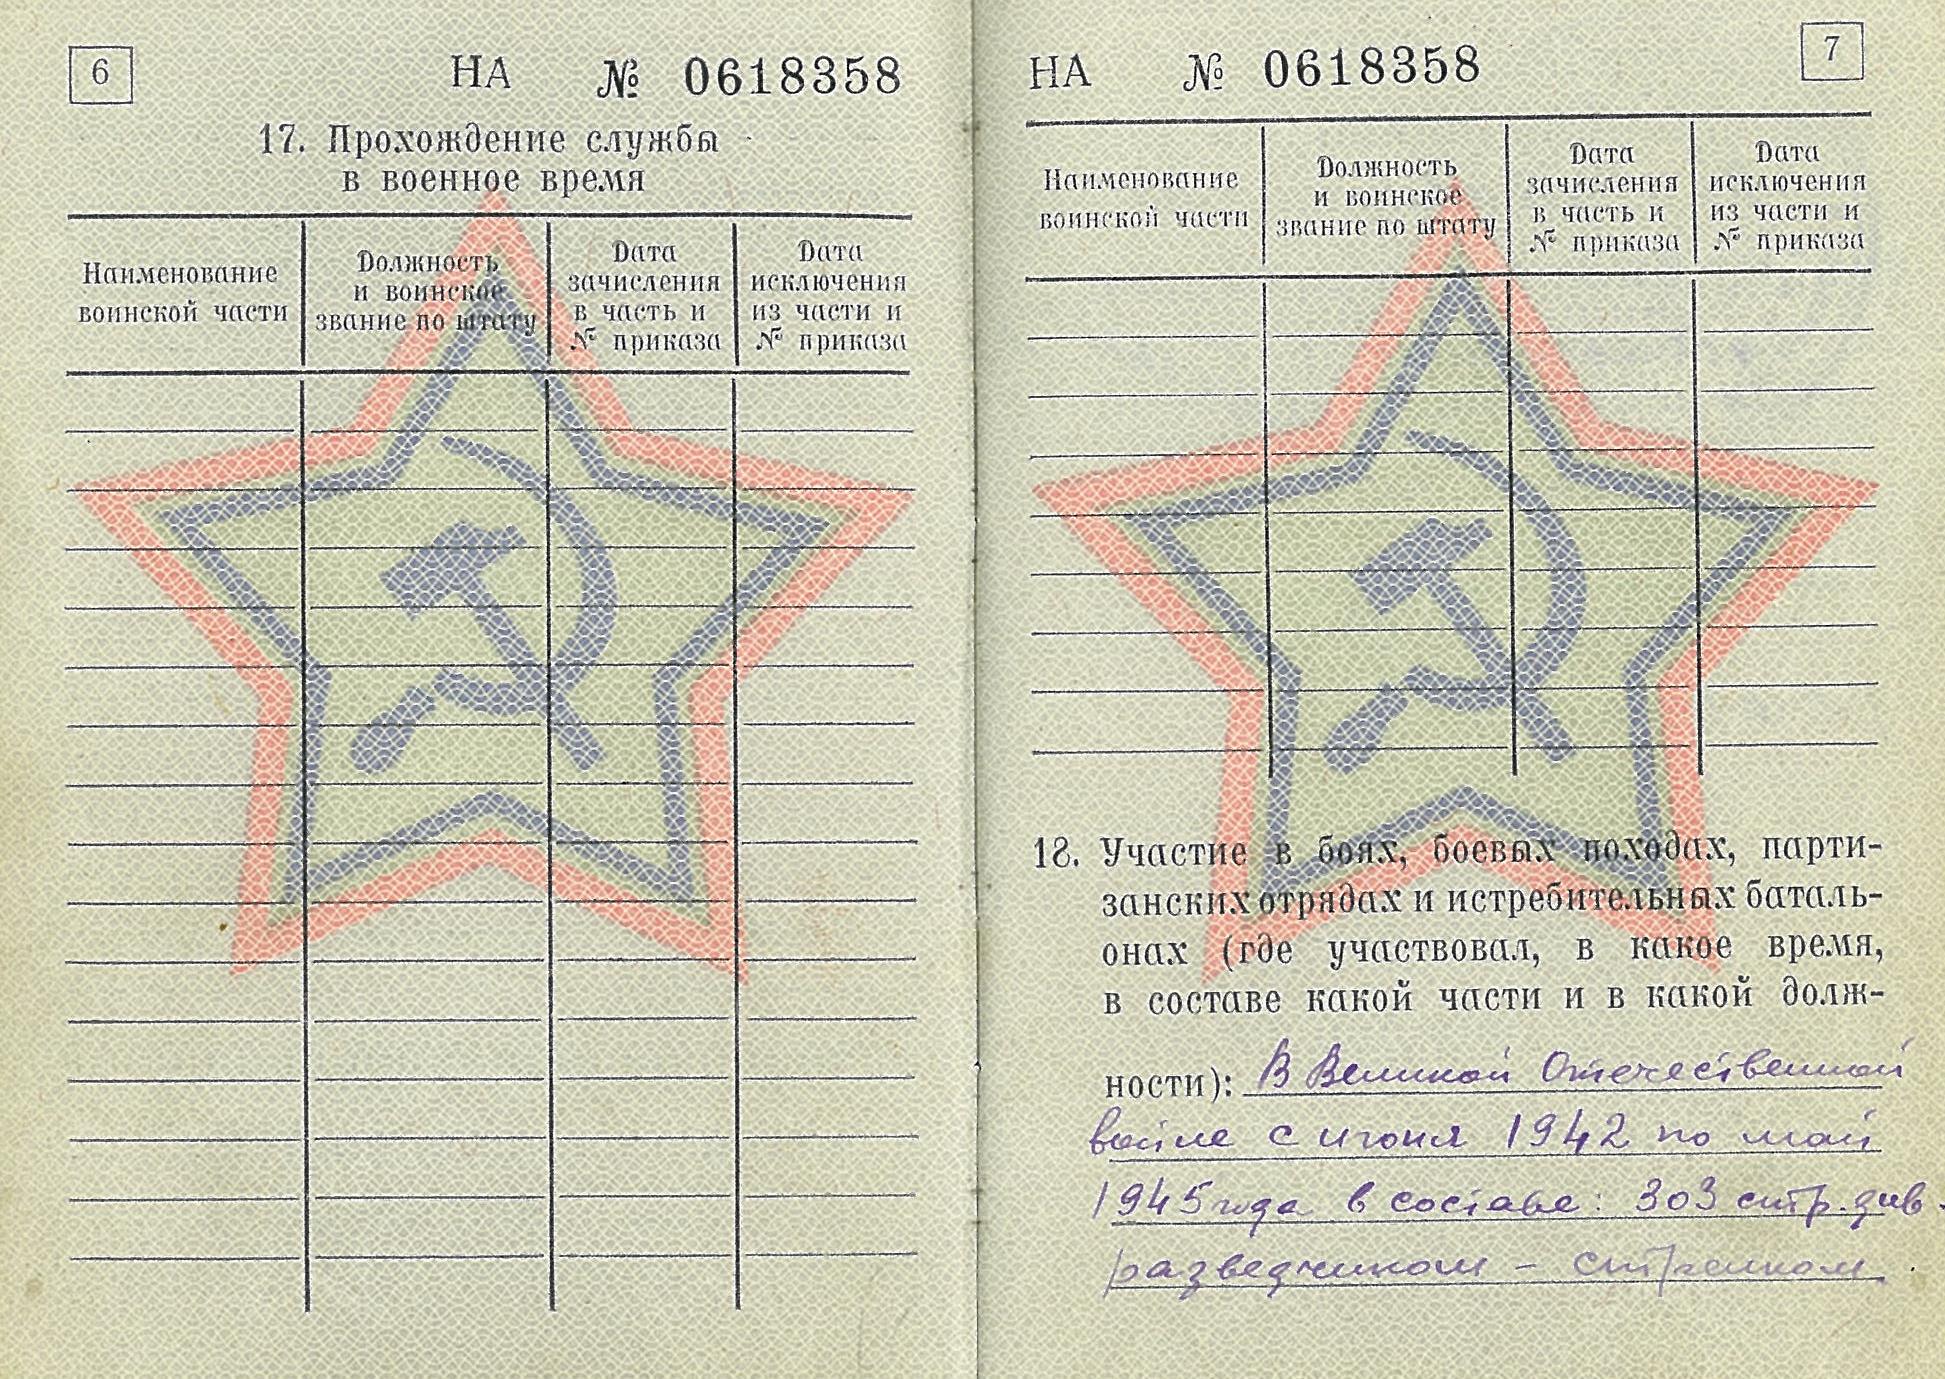 6
НА № 0618358
17. Прохождение службы
в военное время
Наименование
воинской части
Должность
и воинское
звание по штату
Дата
зачисления
в часть и
№ приказа
Дата
исключения
из части и
№ приказа
НА № 0618358
7
Наименование
воинской части
Должность
и воинское
звание по штату
Дата
зачисления
в часть и
№ приказа
Дата
исключения
из части и
№ приказа
18. Участие в боях, боевых походах, парти-
занских отрядах и истребительных баталь-
онах (где участвовал, в какое время,
в составе какой части и в какой долж-
ности): В Великой Отечественной
войне с июня 1942 по май
1945 года в составе: 303 стр. див.
разведчиком - стрелком.